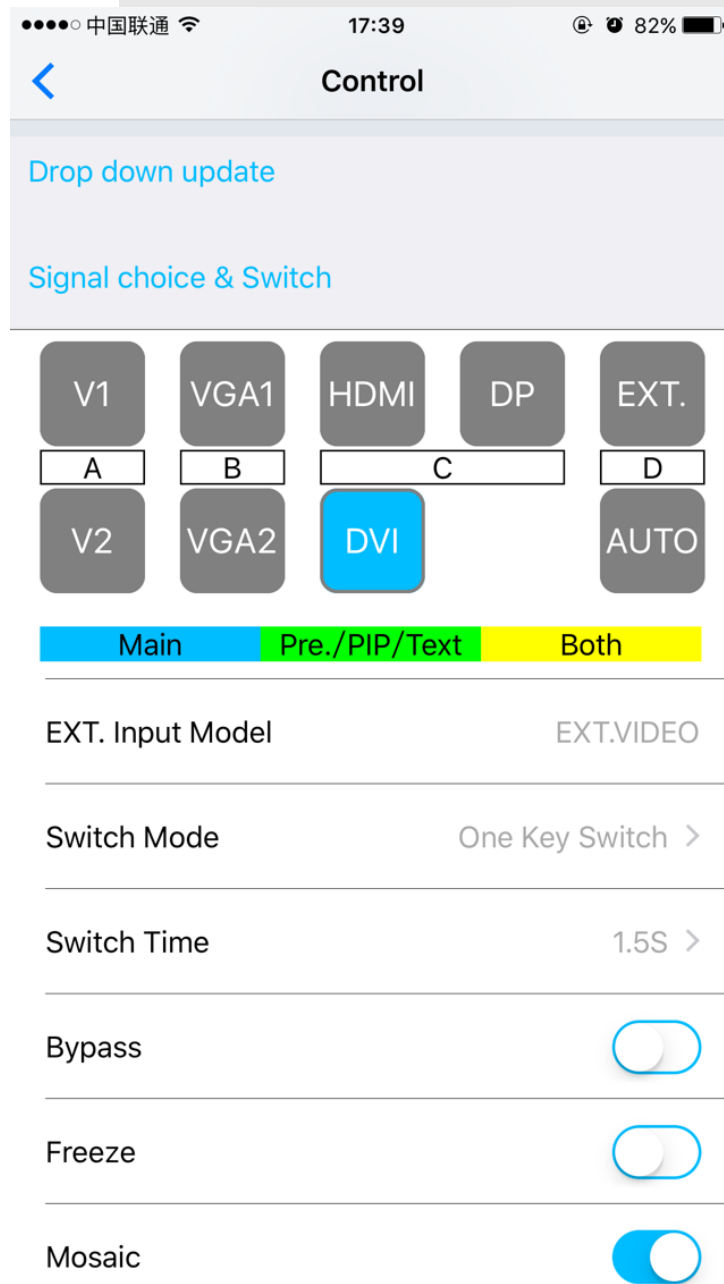 中国联通 17:39 82%
Control
Drop down update
Signal choice & Switch
V1 VGA1 HDMI DP EXT.
A B C D
V2 VGA2 DVI AUTO
Main Pre./PIP/Text Both
EXT. Input Model EXT.VIDEO
Switch Mode One Key Switch >
Switch Time 1.5S >
Bypass
Freeze
Mosaic